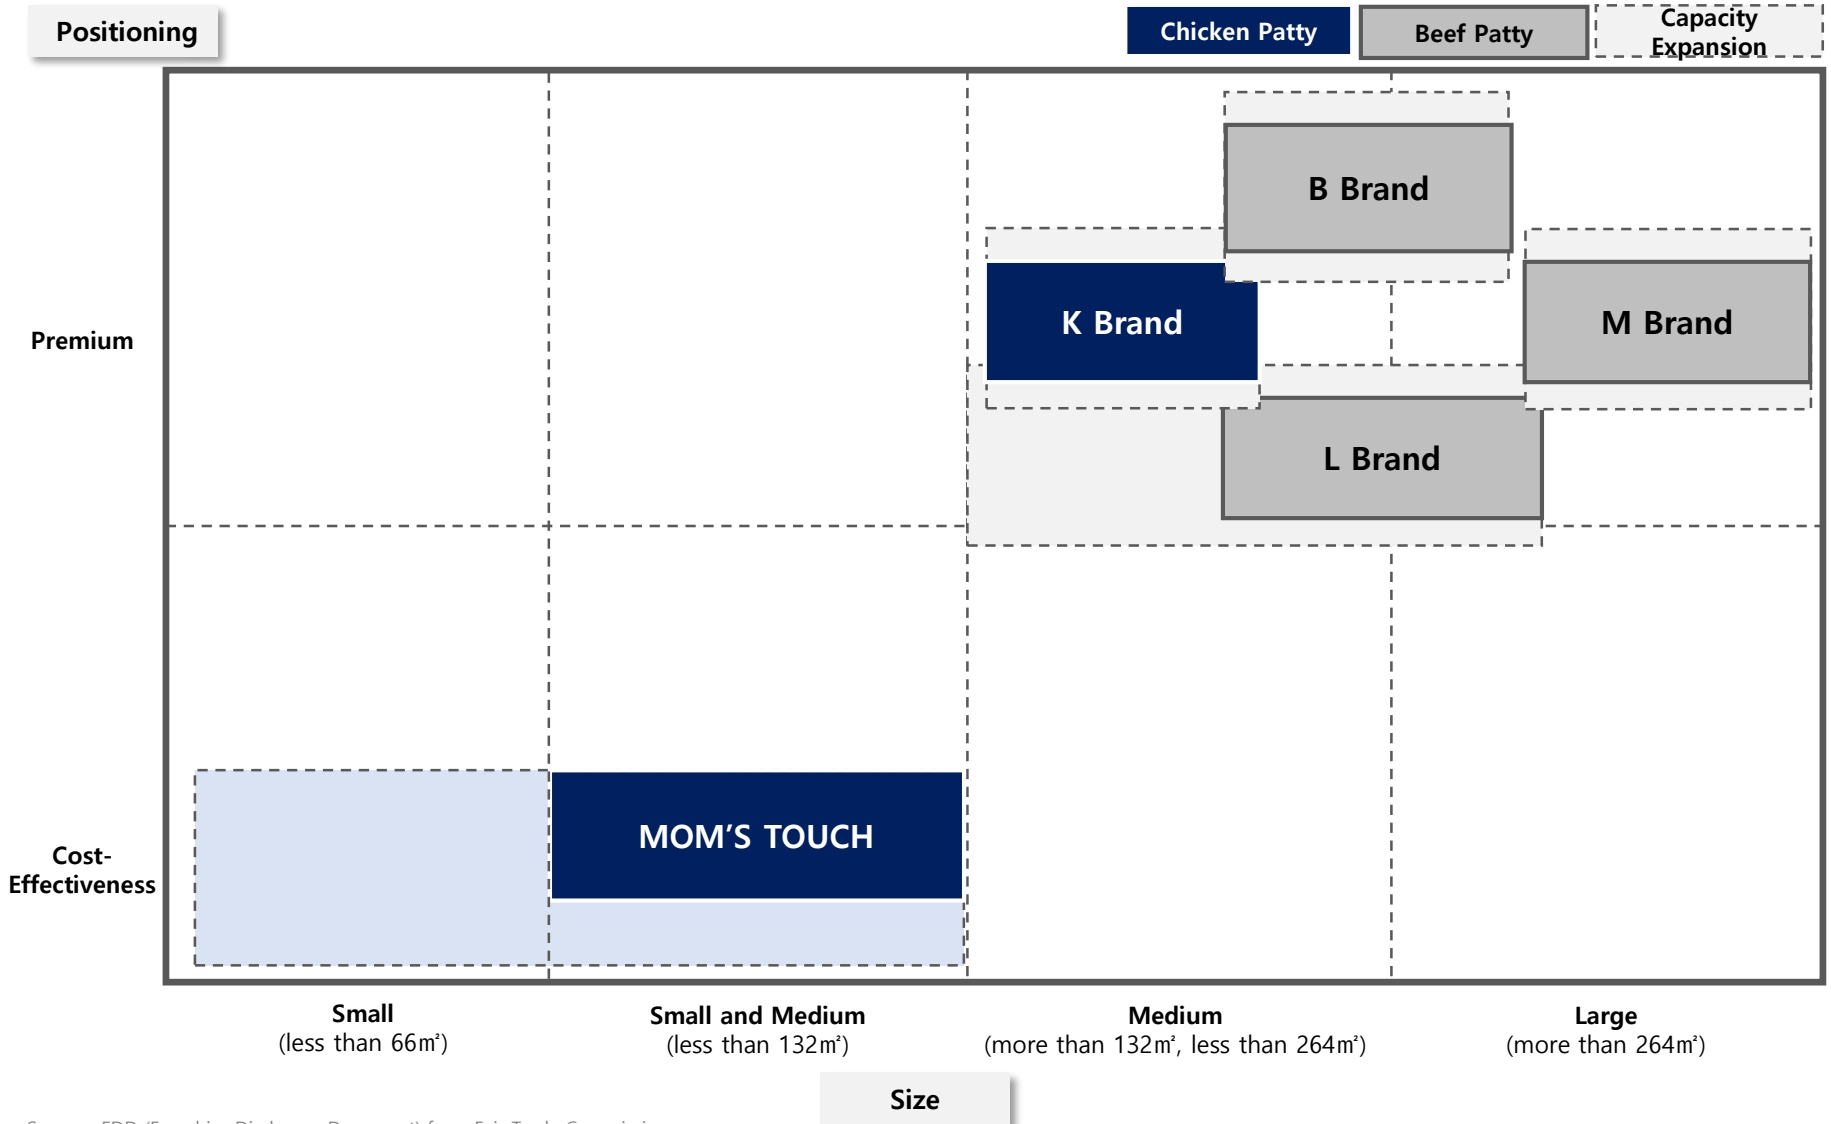 Positioning
Chicken Patty
Beef Patty
Capacity
Expansion
B Brand
K Brand
M Brand
Premium
L Brand
MOM'S TOUCH
Cost-
Effectiveness
Small
(less than 66㎡)
Small and Medium
(less than 132㎡)
Medium
(more than 132㎡, less than 264㎡)
Large
(more than 264㎡)
Size